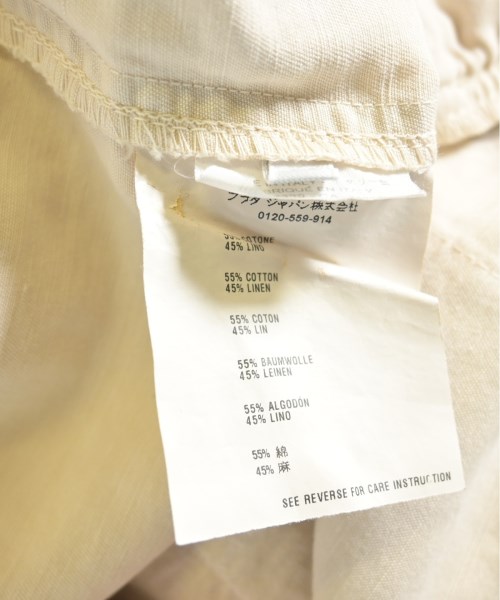 プラダ ジャパン株式会社
0120-559-914
55% COTONE
45% LINO
55% COTTON
45% LINEN
55% COTON
45% LIN
55% BAUMWOLLE
45% LEINEN
55% ALGODÓN
45% LINO
55% 綿
45% 麻
SEE REVERSE FOR CARE INSTRUCTION